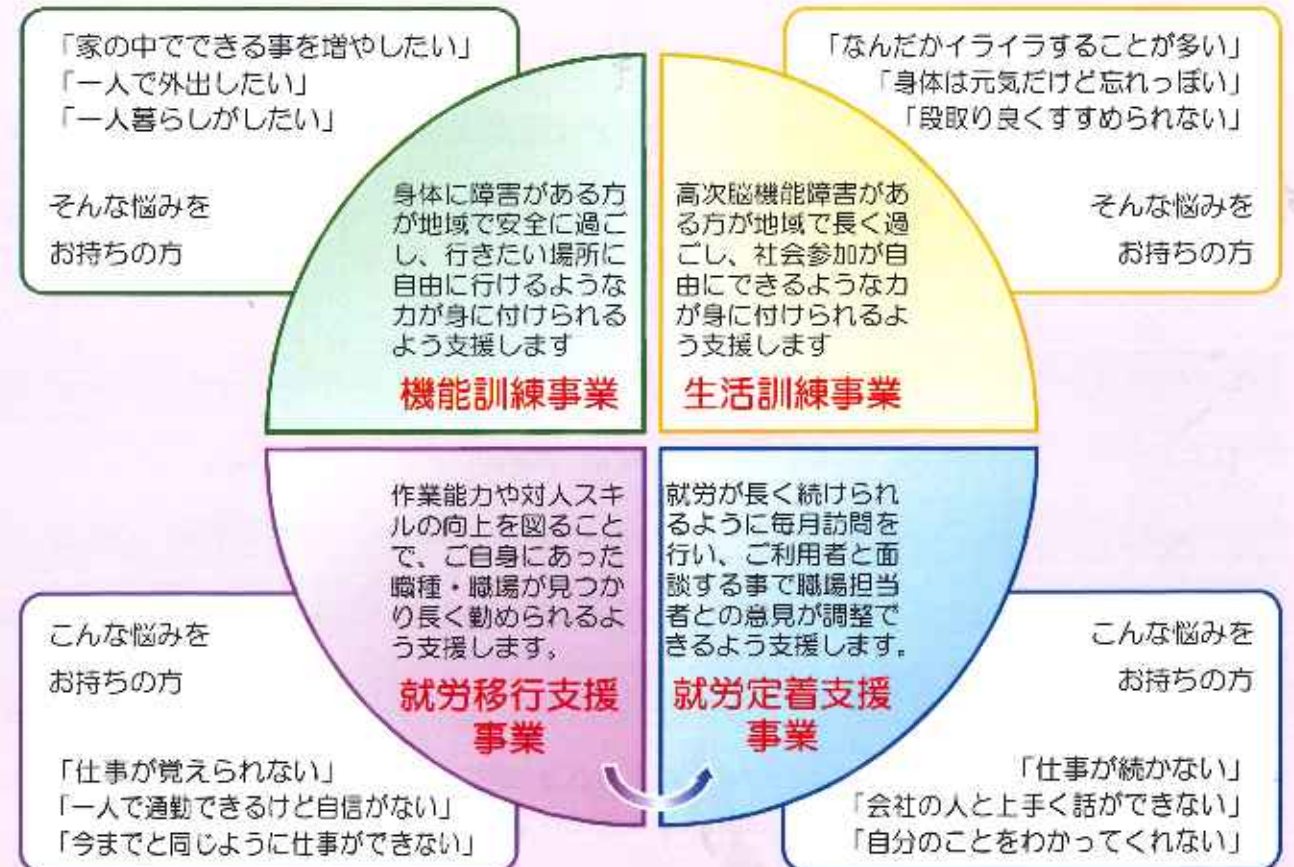 「家の中でできる事を増やしたい」
「一人で外出したい」
「一人暮らしがしたい」
そんな悩みを
お持ちの方
身体に障害がある方
が地域で安全に過ご
し、行きたい場所に
自由に行けるような
力が身に付けられる
よう支援します
機能訓練事業
「なんだかイライラすることが多い」
「身体は元気だけど忘れっぽい」
「段取り良くすすめられない」
そんな悩みを
お持ちの方
高次脳機能障害があ
る方が地域で長く過
ごし、社会参加が自
由にできるような力
が身に付けられるよ
う支援します
生活訓練事業
作業能力や対人スキ
ルの向上を図ること
で、ご自身にあった
職種・職場が見つか
り長く勤められるよ
う支援します。
就労移行支援
事業
こんな悩みを
お持ちの方
「仕事が覚えられない」
「一人で通勤できるけど自信がない」
「今までと同じように仕事ができない」
就労が長く続けられ
るように毎月訪問を
行い、ご利用者と面
談する事で職場担当
者との意見が調整で
きるよう支援します。
就労定着支援
事業
こんな悩みを
お持ちの方
「仕事が続かない」
「会社の人と上手く話ができない」
「自分のことをわかってくれない」